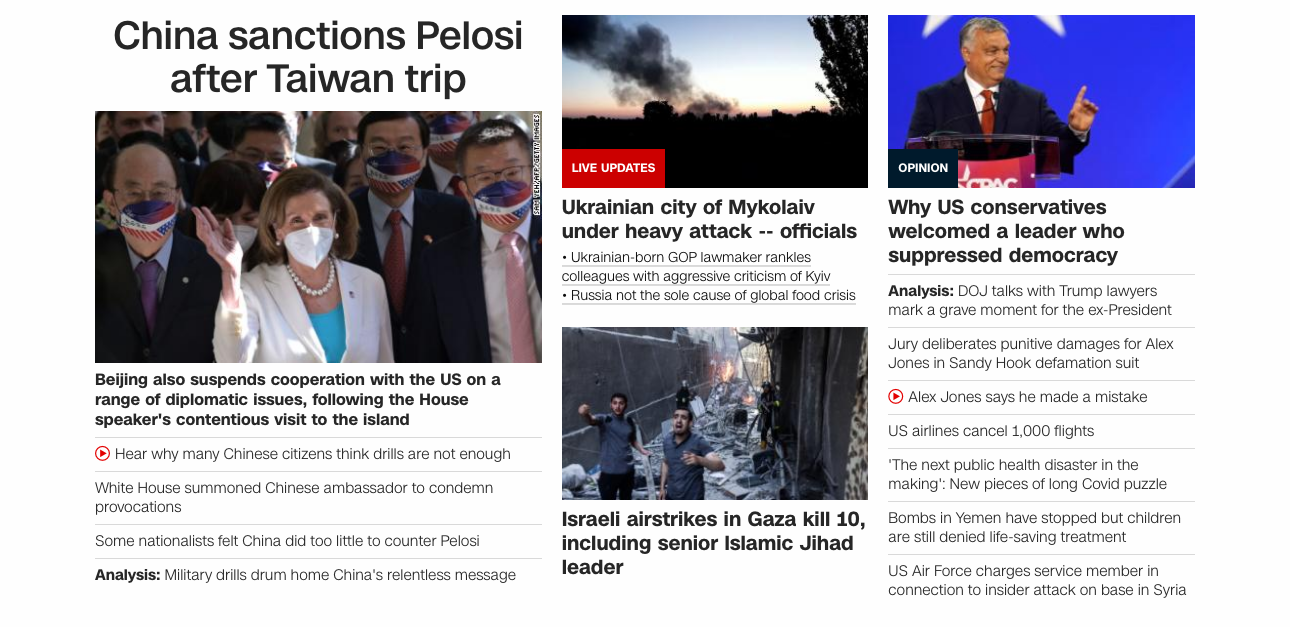 China sanctions Pelosi
after Taiwan trip
SAM YEH/AFP/GETTY IMAGES
Beijing also suspends cooperation with the US on a
range of diplomatic issues, following the House
speaker's contentious visit to the island
Hear why many Chinese citizens think drills are not enough
White House summoned Chinese ambassador to condemn
provocations
Some nationalists felt China did too little to counter Pelosi
Analysis: Military drills drum home China's relentless message
LIVE UPDATES
Ukrainian city of Mykolaiv
under heavy attack -- officials
• Ukrainian-born GOP lawmaker rankles
colleagues with aggressive criticism of Kyiv
• Russia not the sole cause of global food crisis
Israeli airstrikes in Gaza kill 10,
including senior Islamic Jihad
leader
CPAC
OPINION
Why US conservatives
welcomed a leader who
suppressed democracy
Analysis: DOJ talks with Trump lawyers
mark a grave moment for the ex-President
Jury deliberates punitive damages for Alex
Jones in Sandy Hook defamation suit
Alex Jones says he made a mistake
US airlines cancel 1,000 flights
'The next public health disaster in the
making': New pieces of long Covid puzzle
Bombs in Yemen have stopped but children
are still denied life-saving treatment
US Air Force charges service member in
connection to insider attack on base in Syria